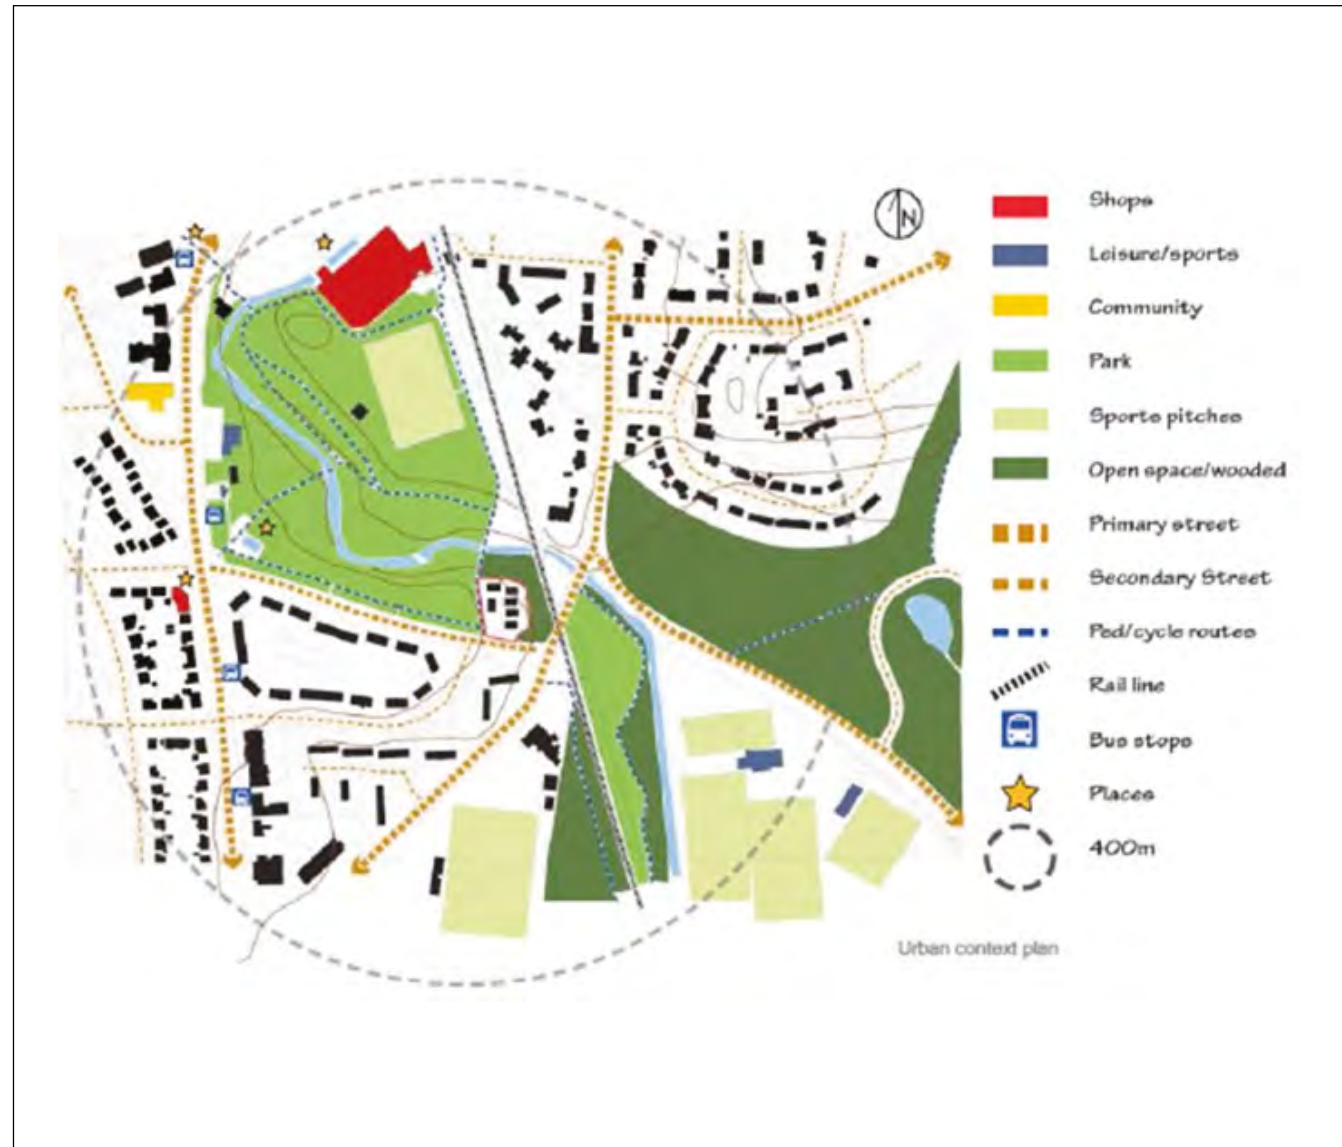 N
Shops
Leisure/sports
Community
Park
Sports pitches
Open space/wooded
Primary street
Secondary Street
Ped/cycle routes
Rail line
Bus stops
Places
400m
Urban context plan